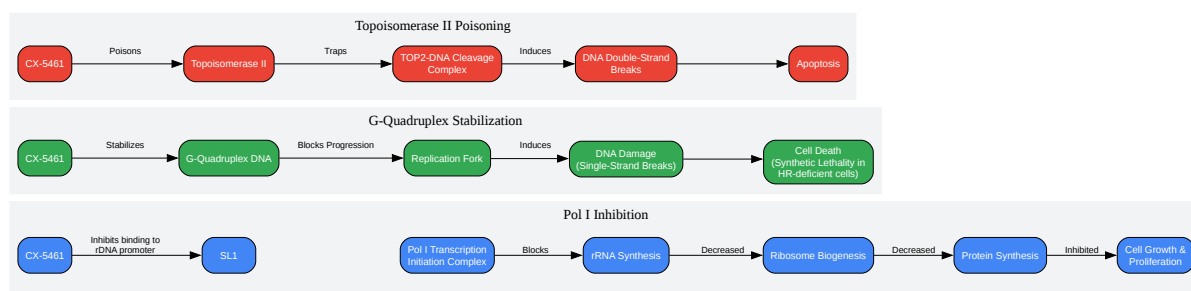 Topoisomerase II Poisoning
CX-5461
Poisons
Topoisomerase II
Traps
TOP2-DNA Cleavage
Complex
Induces
DNA Double-Strand
Breaks
Apoptosis
G-Quadruplex Stabilization
CX-5461
Stabilizes
G-Quadruplex DNA
Blocks Progression
Replication Fork
Induces
DNA Damage
(Single-Strand Breaks)
Cell Death
(Synthetic Lethality in
HR-deficient cells)
Pol I Inhibition
CX-5461
Inhibits binding to
rDNA promoter
SL1
Pol I Transcription
Initiation Complex
Blocks
rRNA Synthesis
Decreased
Ribosome Biogenesis
Decreased
Protein Synthesis
Inhibited
Cell Growth &
Proliferation